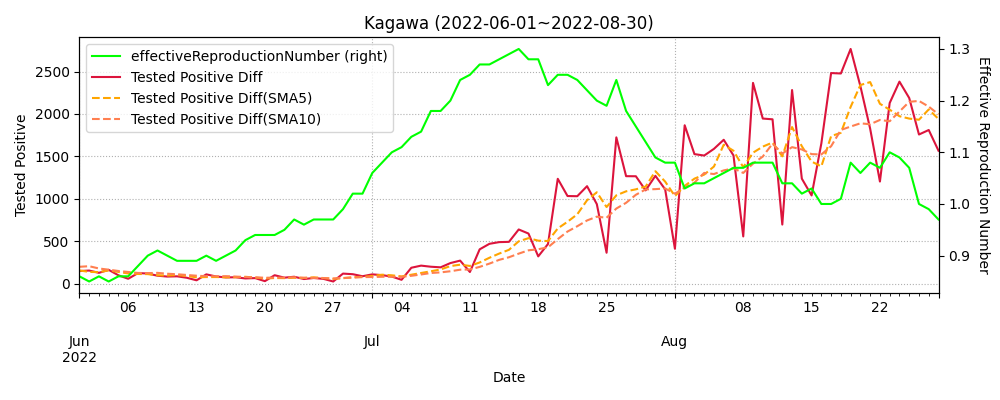 Kagawa (2022-06-01~2022-08-30)
effectiveReproductionNumber (right)
Tested Positive Diff
Tested Positive Diff(SMA5)
Tested Positive Diff(SMA10)
Tested Positive
2500
2000
1500
1000
500
0
Effective Reproduction Number
1.3
1.2
1.1
1.0
0.9
06 13 20 27 04 11 18 25 08 15 22
Jun Jul Aug
2022
Date